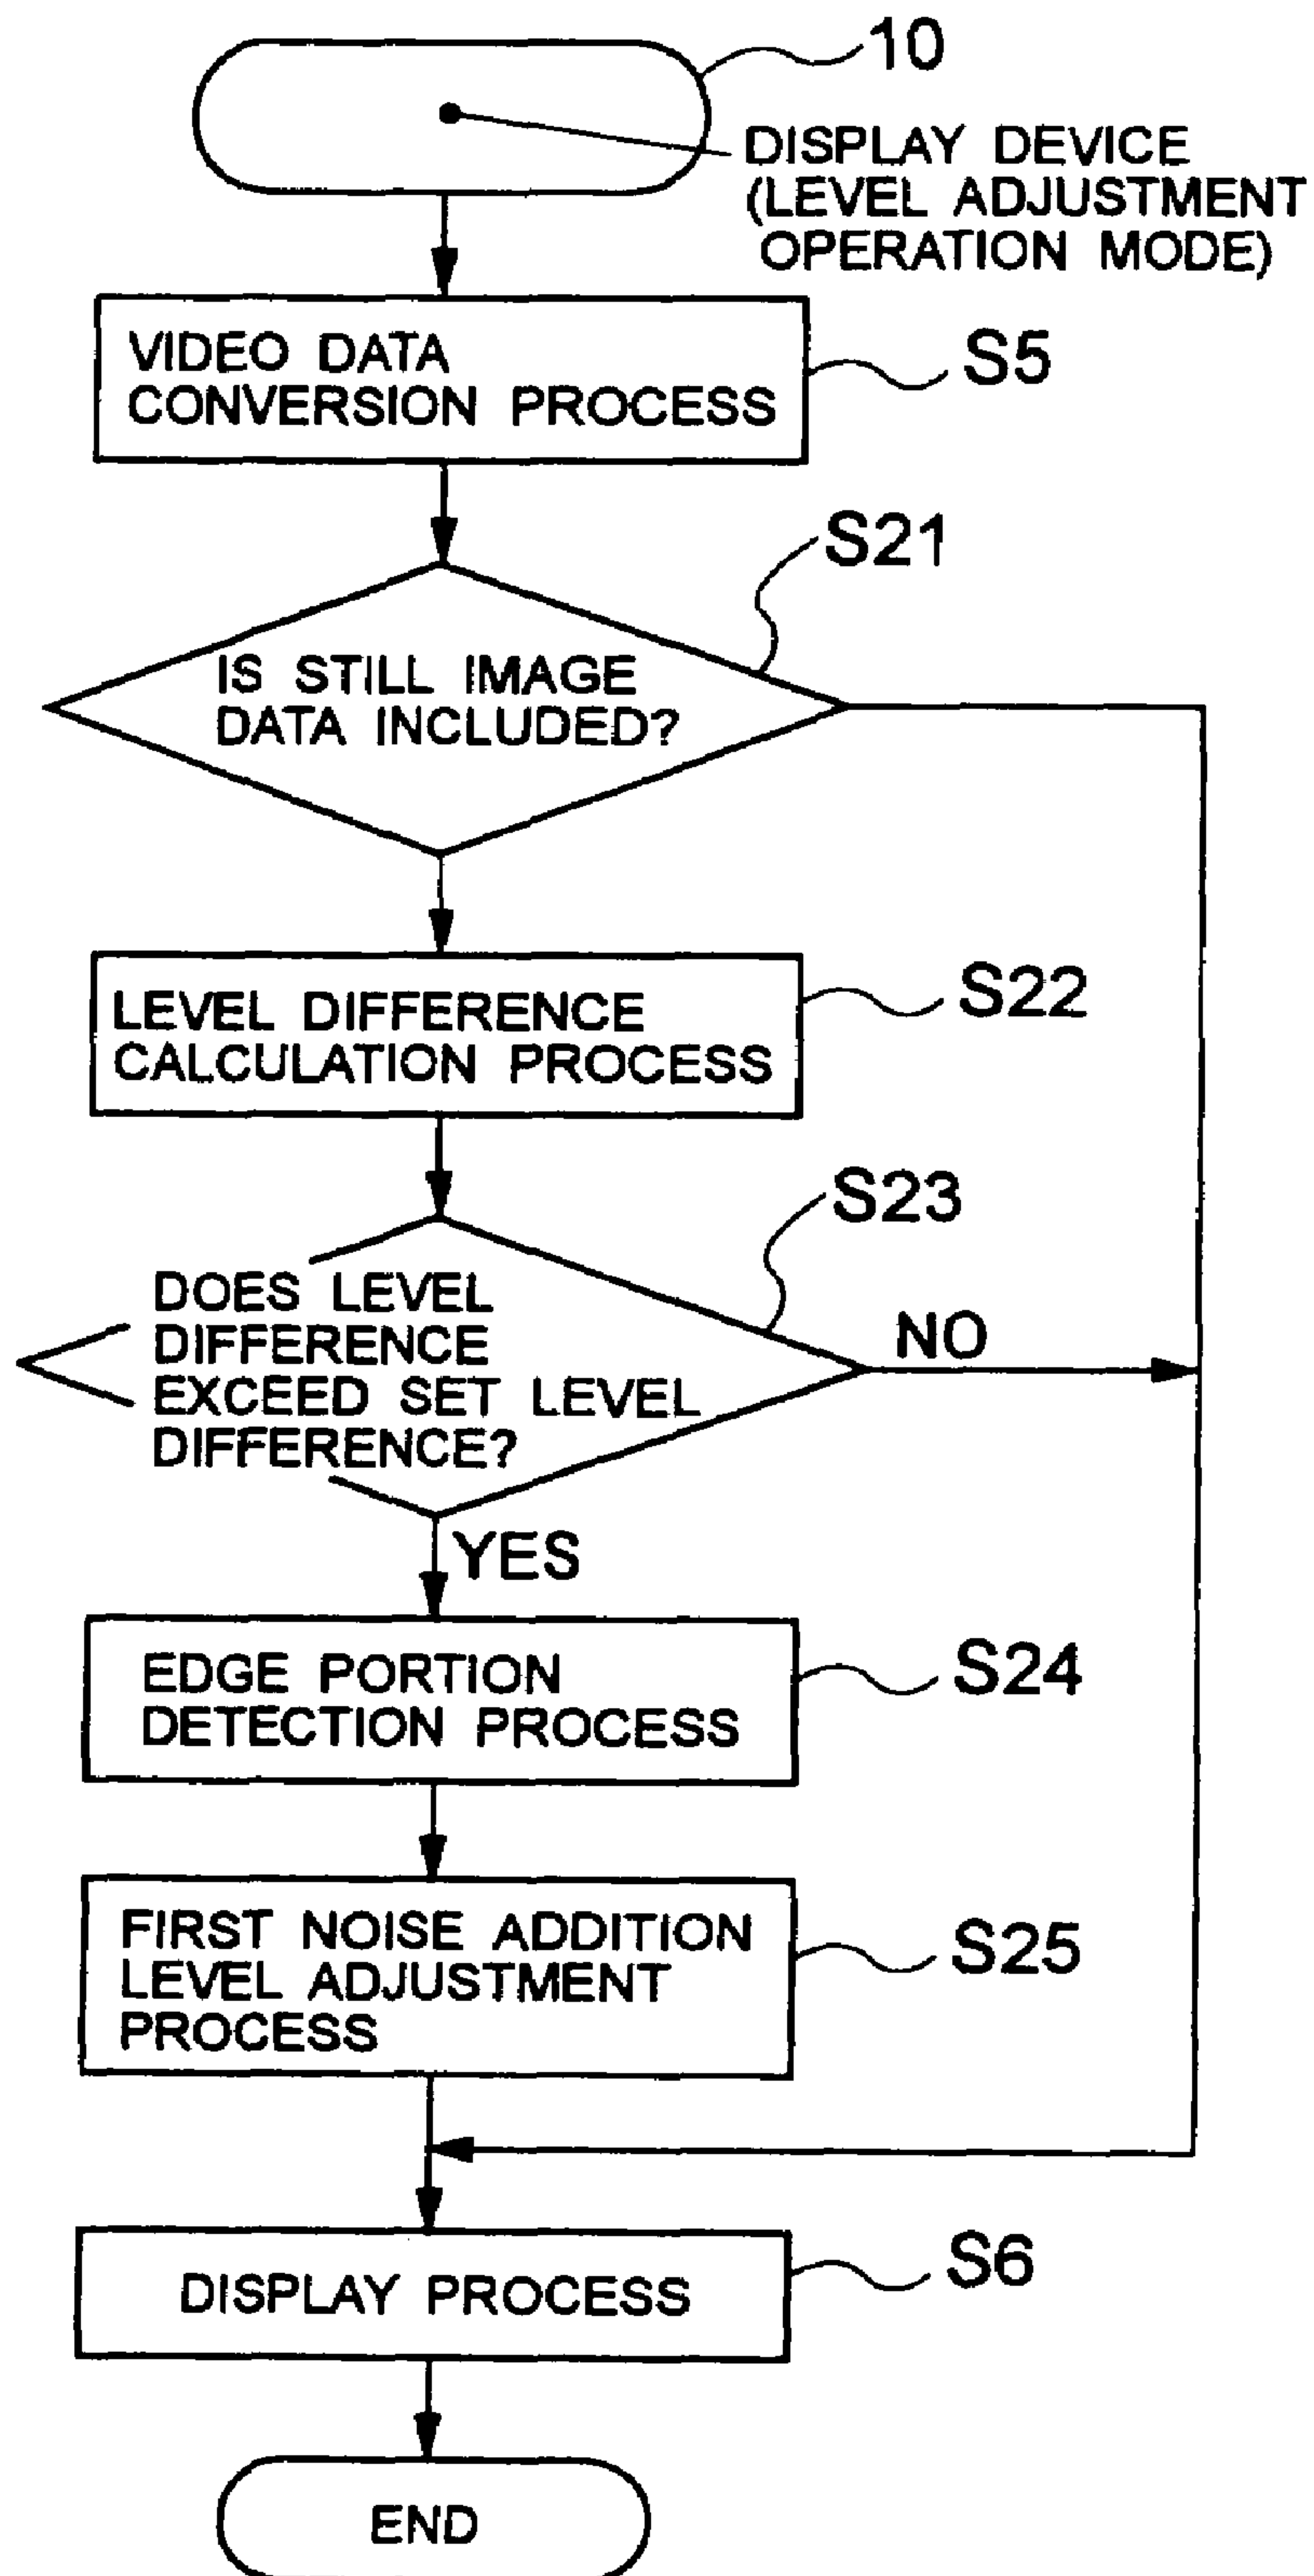 10
DISPLAY DEVICE
(LEVEL ADJUSTMENT
OPERATION MODE)
VIDEO DATA
CONVERSION PROCESS
S5
S21
IS STILL IMAGE
DATA INCLUDED?
LEVEL DIFFERENCE
CALCULATION PROCESS
S22
S23
DOES LEVEL
DIFFERENCE
EXCEED SET LEVEL
DIFFERENCE?
NO
YES
EDGE PORTION
DETECTION PROCESS
S24
FIRST NOISE ADDITION
LEVEL ADJUSTMENT
PROCESS
S25
DISPLAY PROCESS
S6
END